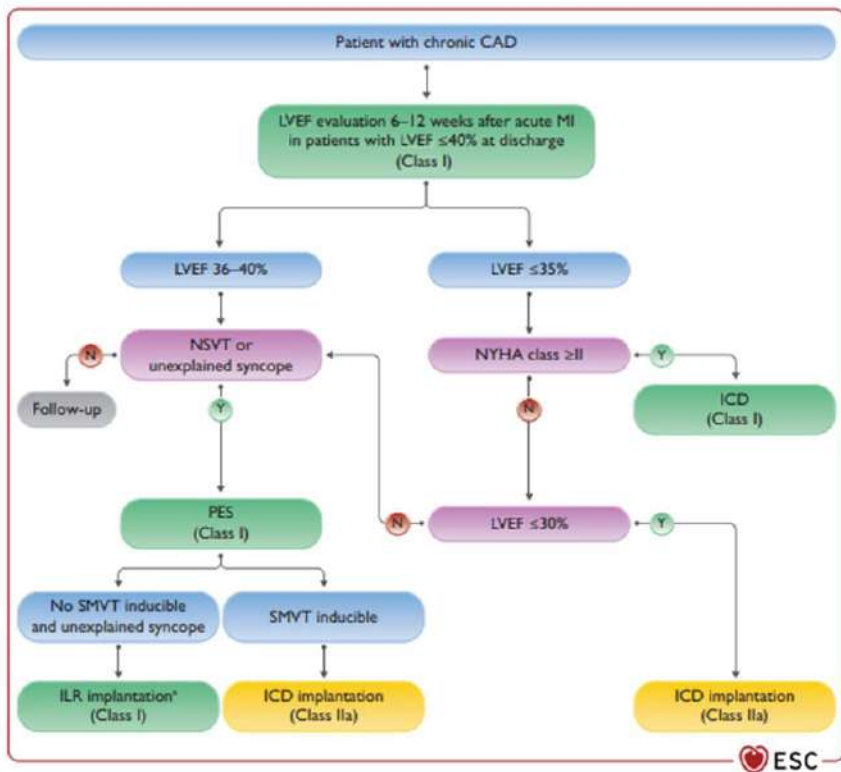 Patient with chronic CAD
LVEF evaluation 6–12 weeks after acute MI
in patients with LVEF ≤40% at discharge
(Class I)
LVEF 36–40%
LVEF ≤35%
NSVT or
unexplained syncope
NYHA class ≥II
N
Y
Follow-up
Y
N
ICD
(Class I)
PES
(Class I)
N
LVEF ≤30%
Y
No SMVT inducible
and unexplained syncope
SMVT inducible
ILR implantationᵃ
(Class I)
ICD implantation
(Class IIa)
ICD implantation
(Class IIa)
ESC